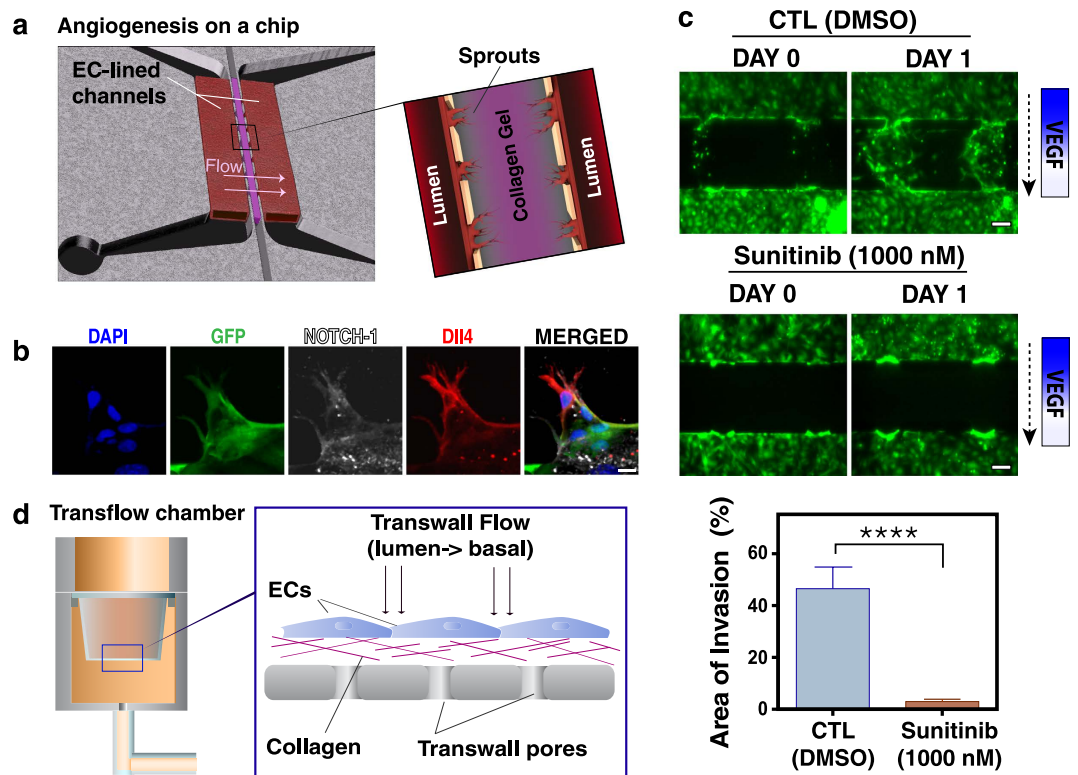 a Angiogenesis on a chip
EC-lined
channels
Flow
Sprouts
Lumen
Collagen Gel
Lumen
b
DAPI GFP NOTCH-1 Dll4 MERGED
c
CTL (DMSO)
DAY 0 DAY 1
VEGF
Sunitinib (1000 nM)
DAY 0 DAY 1
VEGF
Area of Invasion (%)
60
40
20
0
****
CTL
(DMSO)
Sunitinib
(1000 nM)
d Transflow chamber
Transwall Flow
(lumen-> basal)
ECs
Collagen
Transwall pores